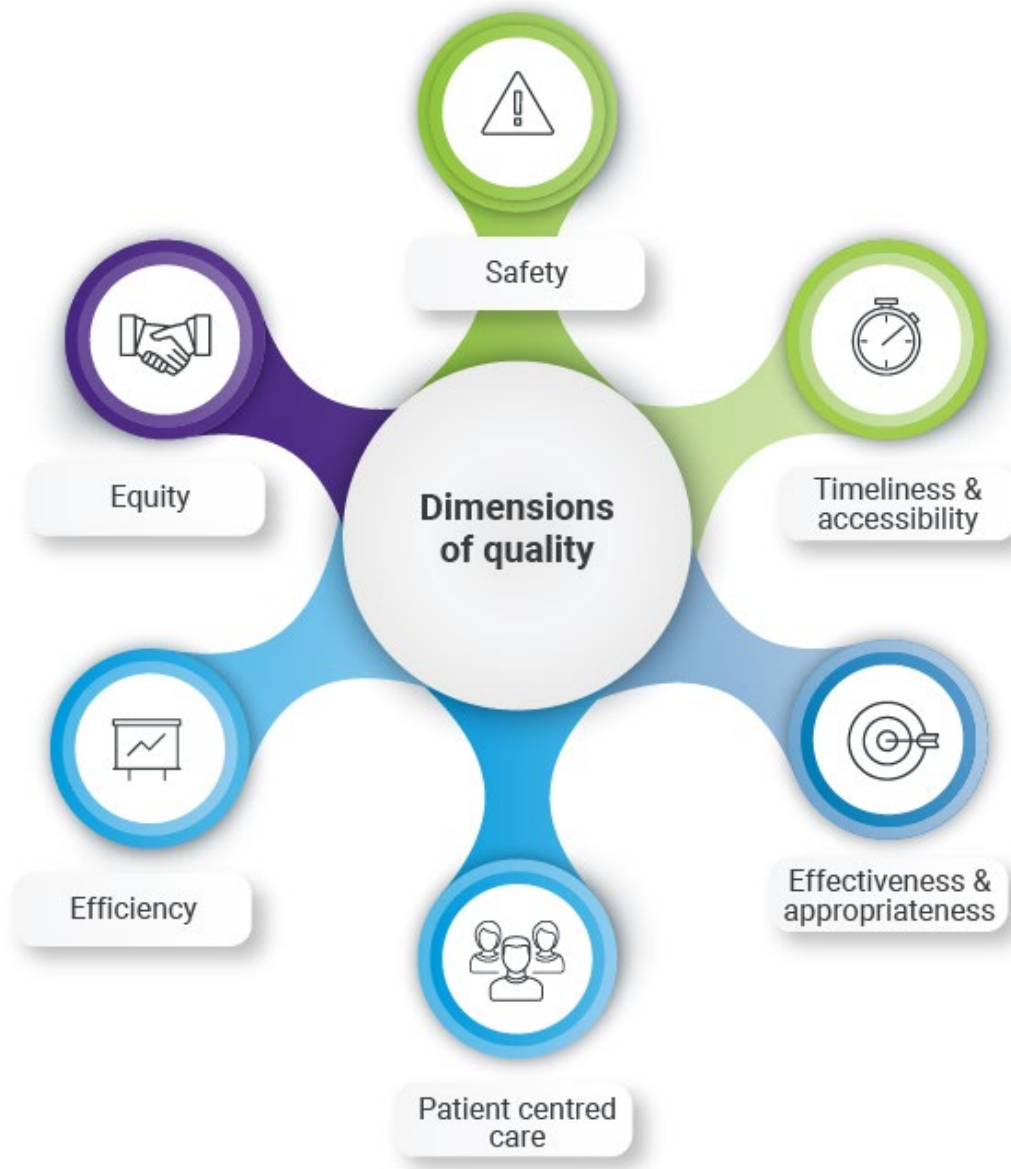 Safety
Equity
Timeliness &
accessibility
Dimensions
of quality
Efficiency
Effectiveness &
appropriateness
Patient centred
care